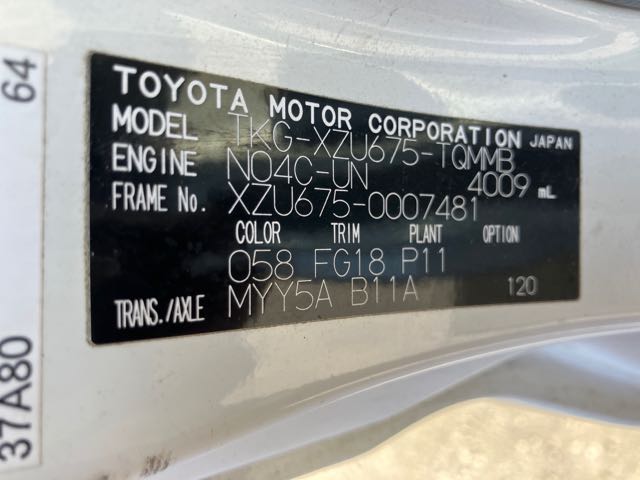 TOYOTA MOTOR CORPORATION JAPAN
MODEL TKG-XZU675-TQMMB
ENGINE N04C-UN 4009 mL
FRAME No. XZU675-0007481
COLOR TRIM PLANT OPTION
058 FG18 P11
TRANS./AXLE MYY5A B11A 120
64
37A80